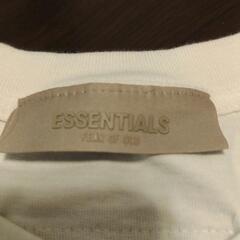 ESSENTIALS
FEAR OF GOD